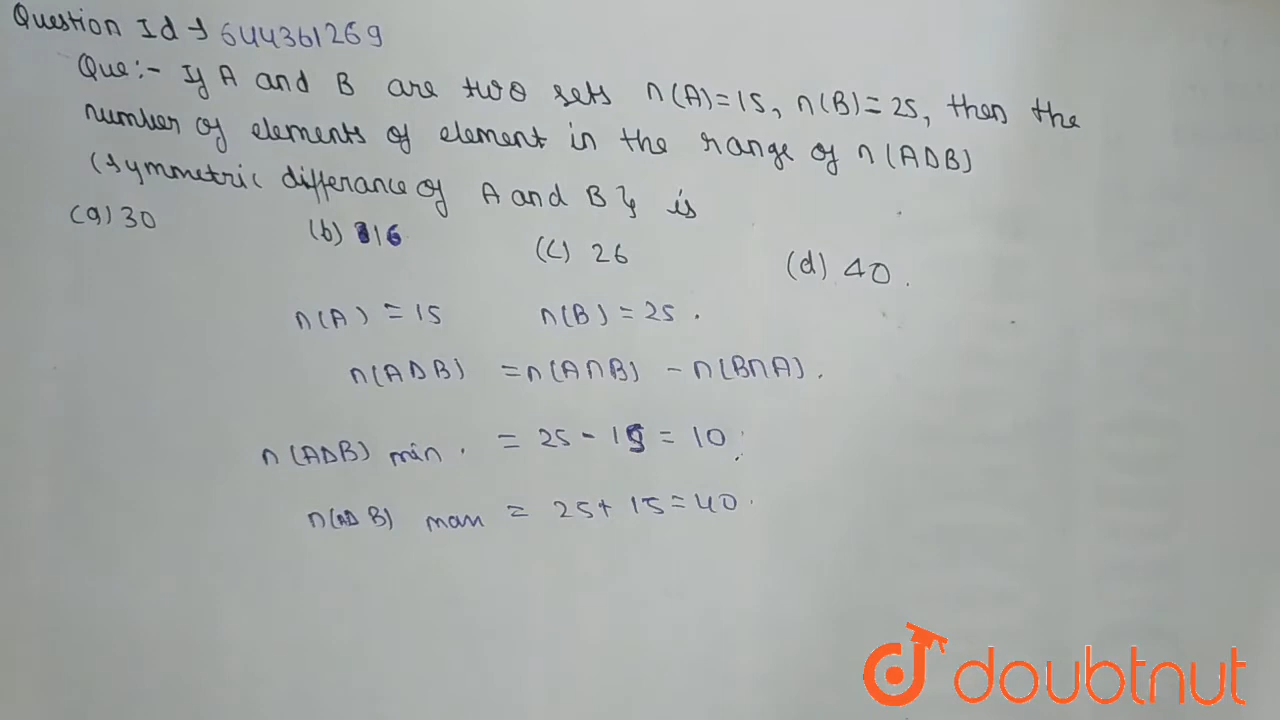 Question Id → 644361269
Que:- If A and B are two sets n(A)=15, n(B)=25, then the
number of elements of element in the range of n(AΔB)
(symmetric differance of A and B } is
(a) 30 (b) 16 (c) 26 (d) 40.
n(A) = 15 n(B) = 25.
n(AΔB) = n(A∩B) - n(B∩A).
n(AΔB) min. = 25 - 15 = 10.
n(AΔB) max = 25 + 15 = 40.
doubtnut